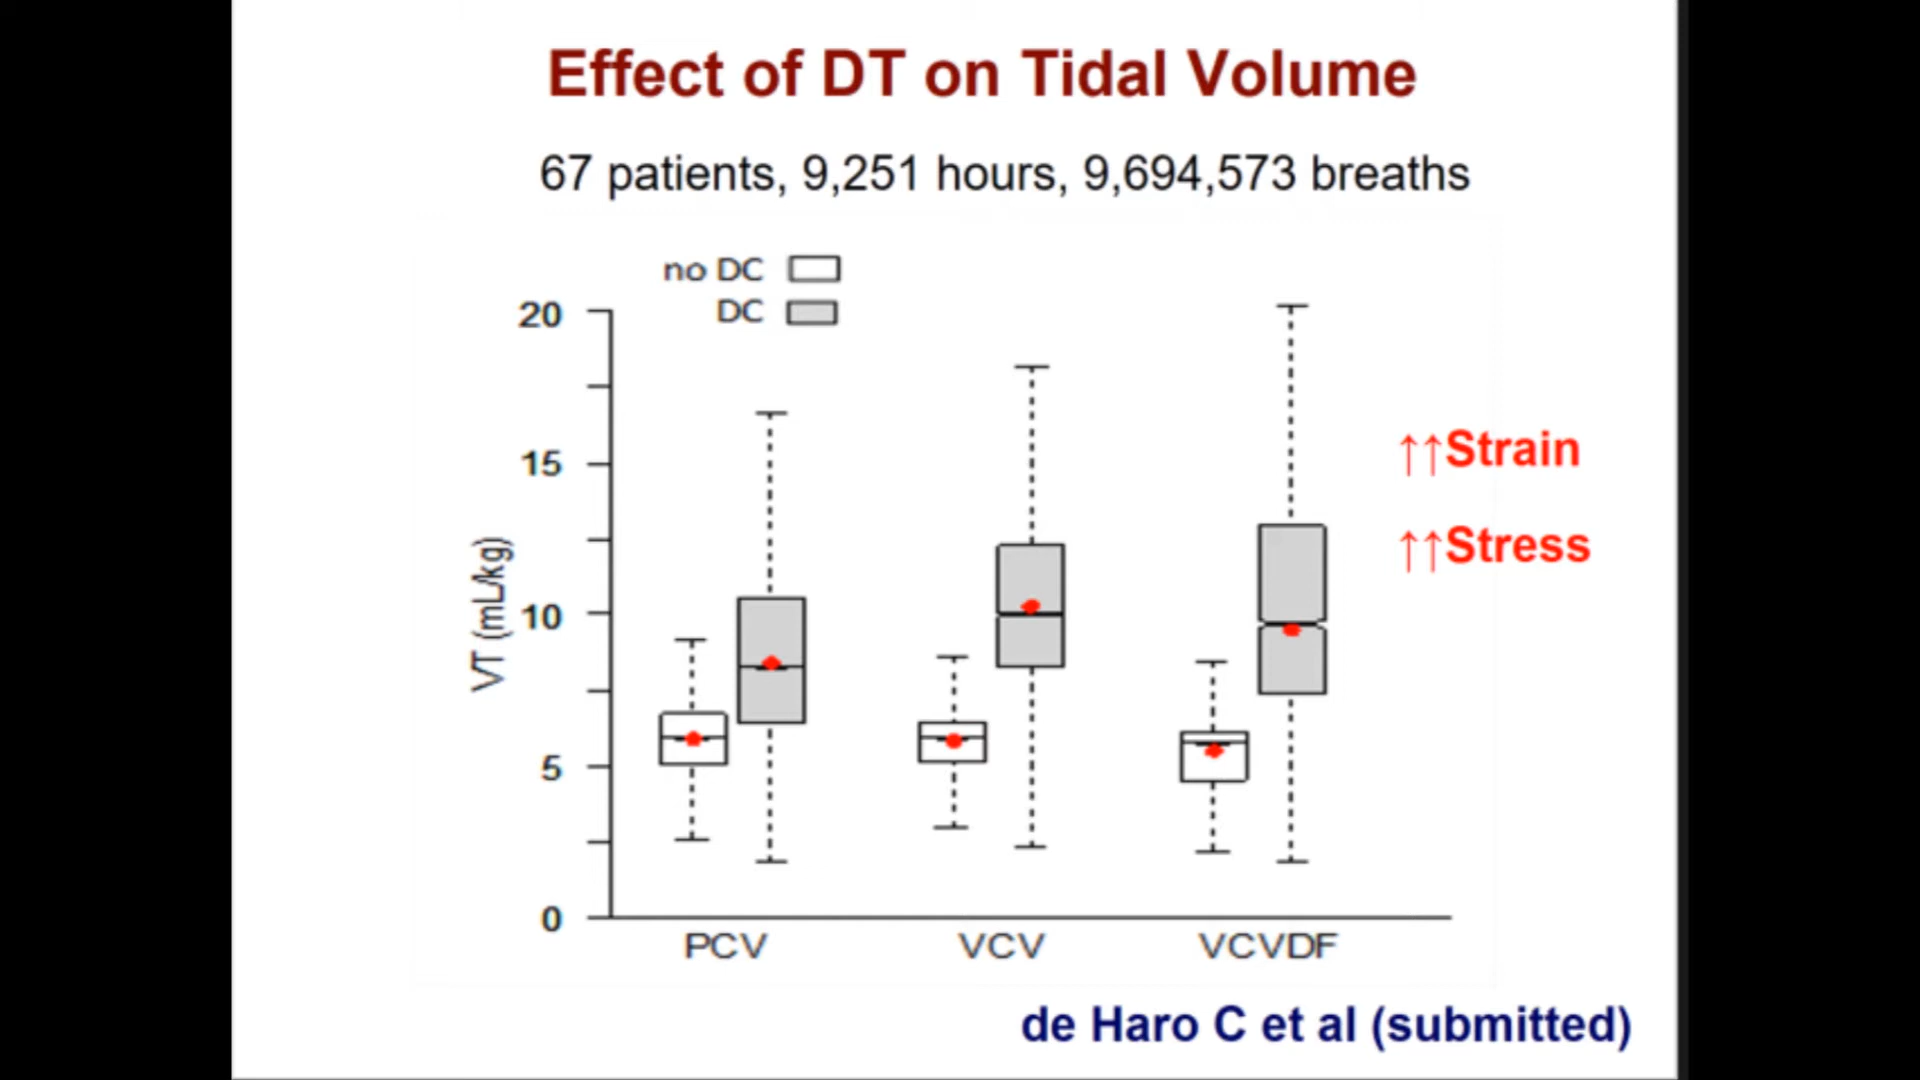 Effect of DT on Tidal Volume
67 patients, 9,251 hours, 9,694,573 breaths
no DC
DC
20
15
10
5
0
VT (mL/kg)
↑↑Strain
↑↑Stress
PCV
VCV
VCVDF
de Haro C et al (submitted)